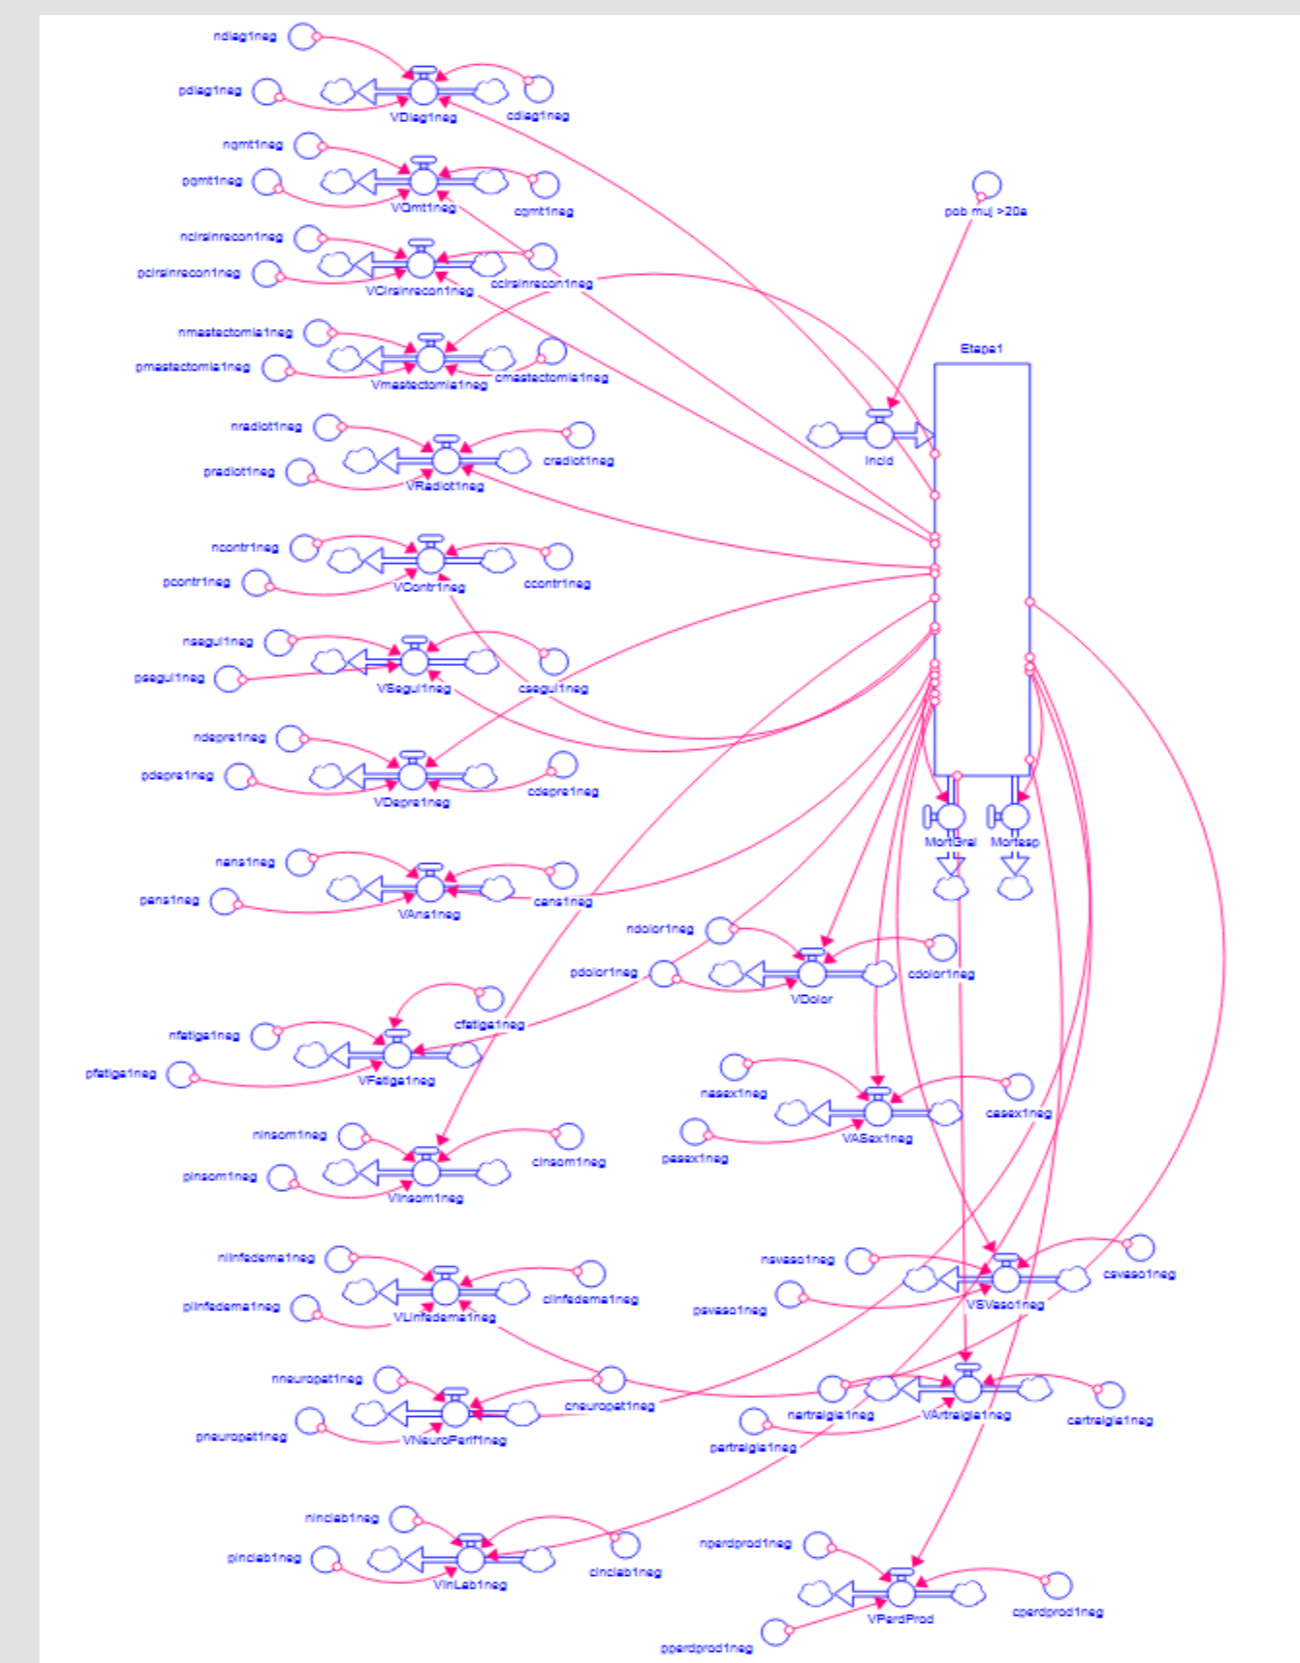 ndiag1neg
pdiag1neg
cdiag1neg
VDiag1neg
nqmt1neg
pqmt1neg
cqmt1neg
VQmt1neg
pob muj >20a
ncirsinrecon1neg
pcirsinrecon1neg
ccirsinrecon1neg
VCirsinrecon1neg
nmastectomia1neg
pmastectomia1neg
cmastectomia1neg
Vmastectomia1neg
Etapa1
nradiot1neg
pradiot1neg
cradiot1neg
VRadiot1neg
Incid
ncontr1neg
pcontr1neg
ccontr1neg
VContr1neg
nsegui1neg
psegui1neg
csegui1neg
VSegui1neg
ndepre1neg
pdepre1neg
cdepre1neg
VDepre1neg
MortGral
Mortesp
nans1neg
pans1neg
cans1neg
VAns1neg
ndolor1neg
pdolor1neg
cdolor1neg
VDolor
cfatiga1neg
nfatiga1neg
pfatiga1neg
VFatiga1neg
nasex1neg
casex1neg
pasex1neg
VASex1neg
ninsom1neg
pinsom1neg
cinsom1neg
VInsom1neg
nlinfedema1neg
plinfedema1neg
clinfedema1neg
VLinfedema1neg
nsvaso1neg
psvaso1neg
csvaso1neg
VSVaso1neg
nneuropat1neg
pneuropat1neg
cneuropat1neg
VNeuroPerif1neg
nartralgia1neg
partralgia1neg
VArtralgia1neg
cartralgia1neg
ninclab1neg
pinclab1neg
cinclab1neg
VInLab1neg
nperdprod1neg
cperdprod1neg
VPerdProd
pperdprod1neg